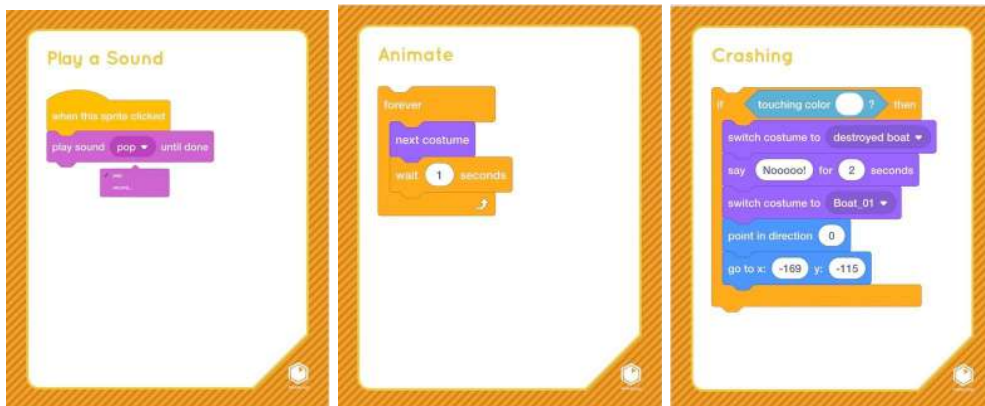 Play a Sound
when this sprite clicked
play sound pop until done
pop
record...
Animate
forever
next costume
wait 1 seconds
Crashing
if touching color ? then
switch costume to destroyed boat
say Nooooo! for 2 seconds
switch costume to Boat_01
point in direction 0
go to x: -169 y: -115